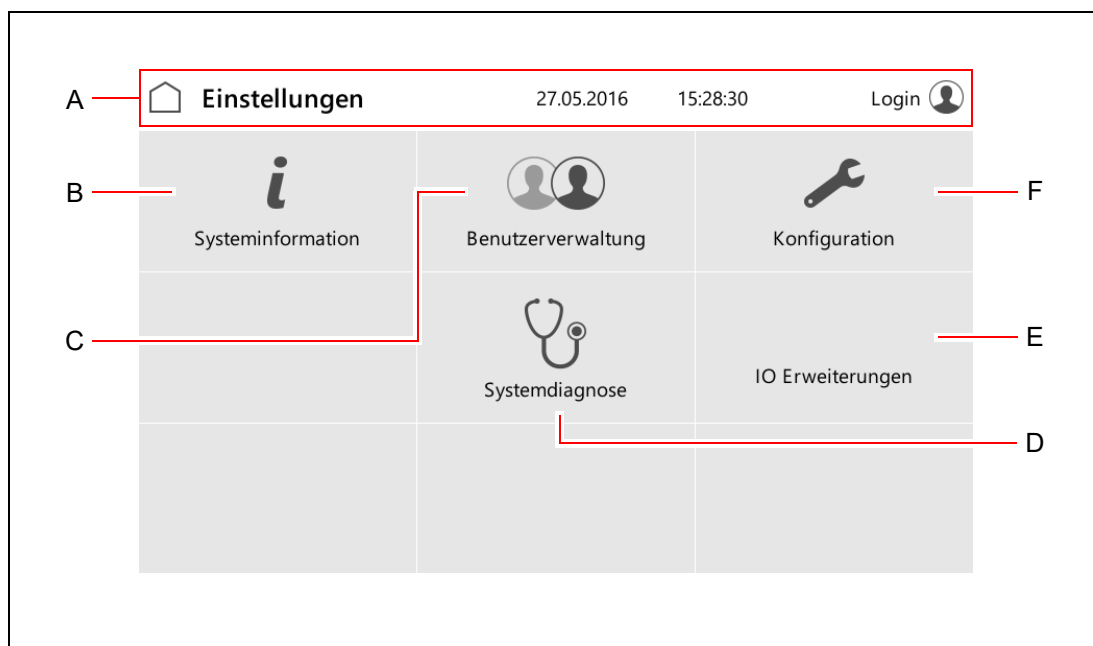 A
Einstellungen 27.05.2016 15:28:30 Login
B
F
Systeminformation Benutzerverwaltung Konfiguration
C
E
Systemdiagnose IO Erweiterungen
D